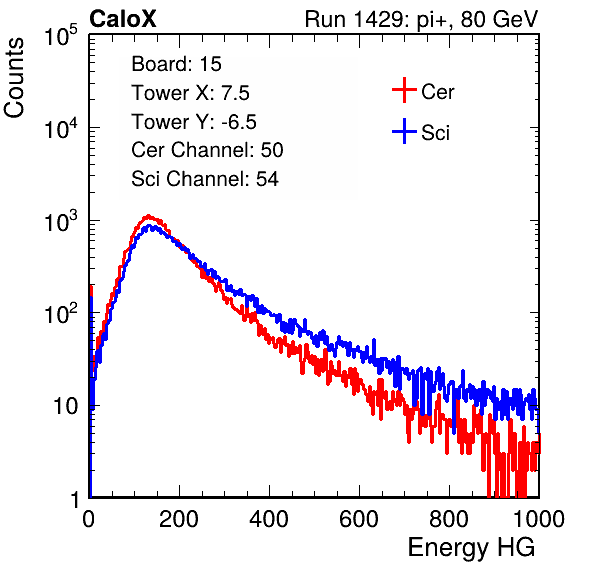 CaloX Run 1429: pi+, 80 GeV
Counts
10^5
10^4
10^3
10^2
10
1
Board: 15
Tower X: 7.5
Tower Y: -6.5
Cer Channel: 50
Sci Channel: 54
Cer
Sci
0 200 400 600 800 1000
Energy HG